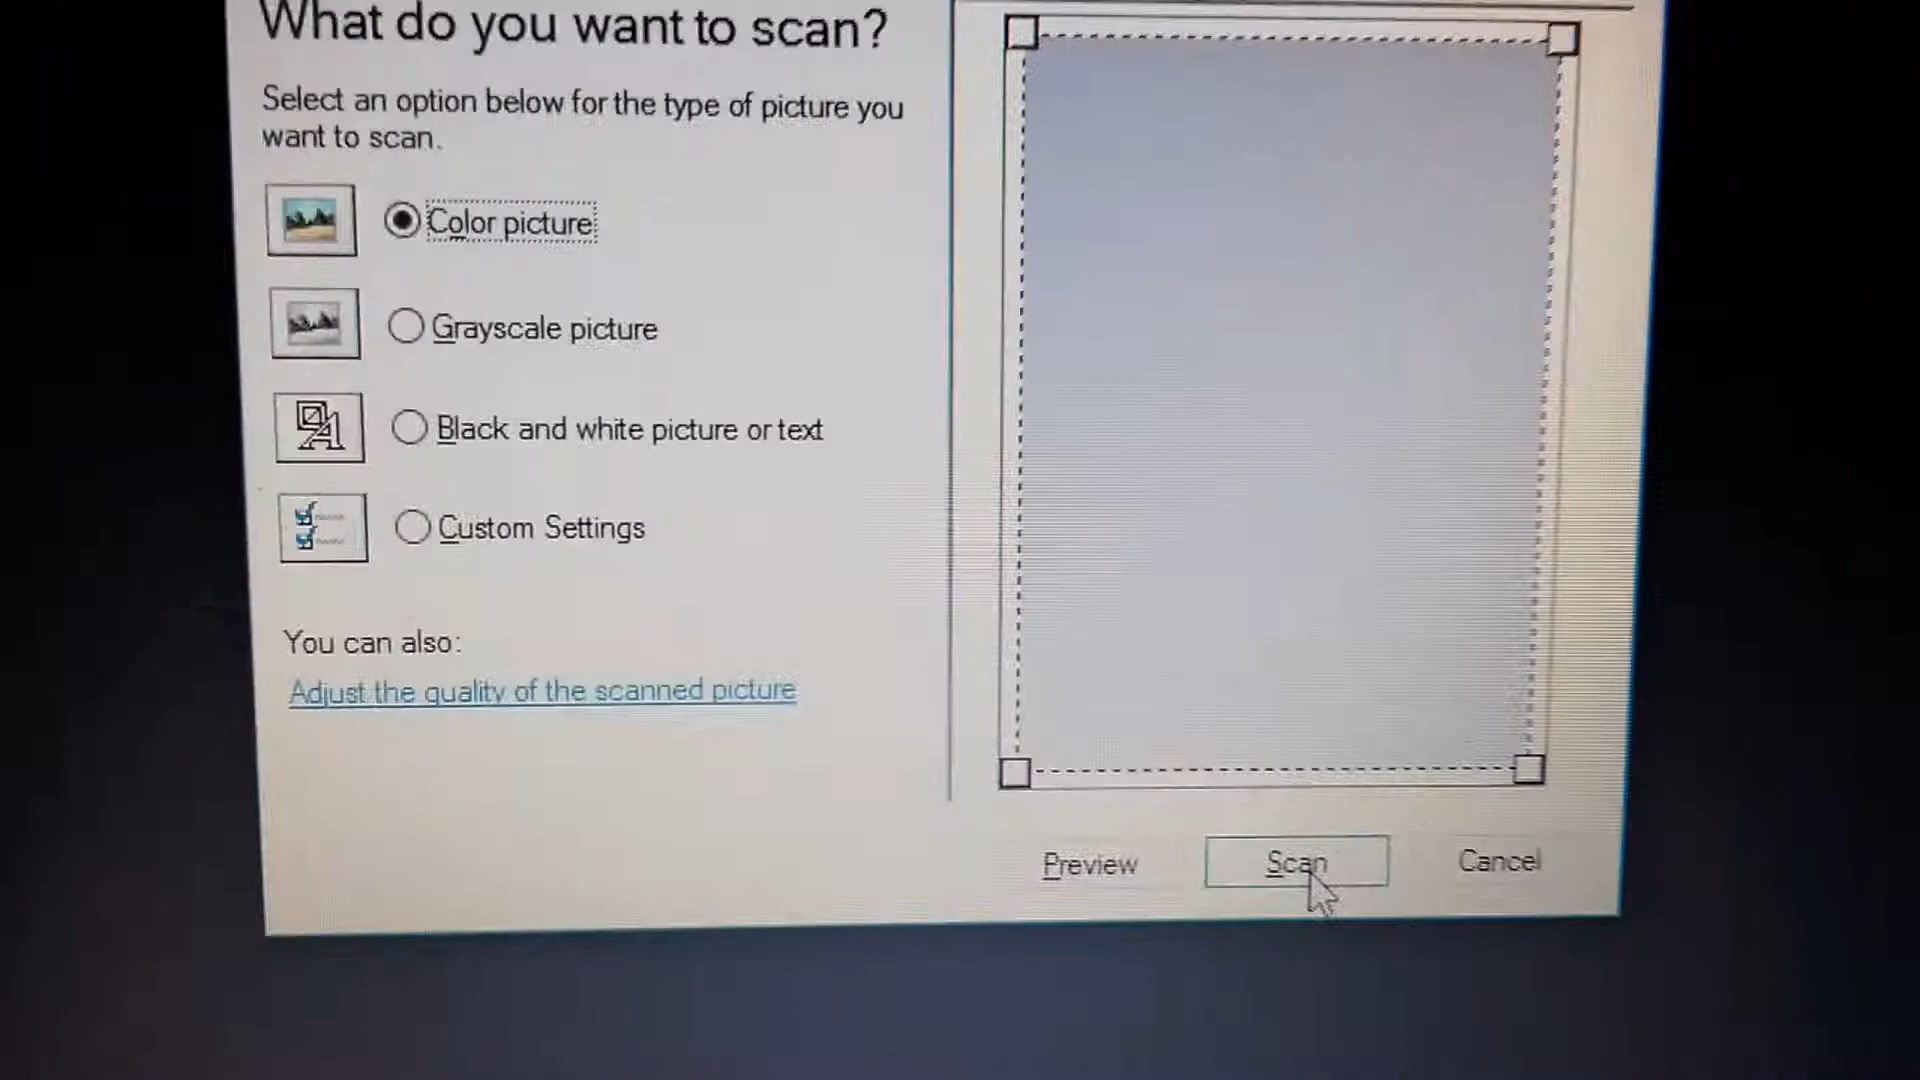 What do you want to scan?
Select an option below for the type of picture you
want to scan.
Color picture
Grayscale picture
Black and white picture or text
Custom Settings
You can also:
Adjust the quality of the scanned picture
Preview
Scan
Cancel